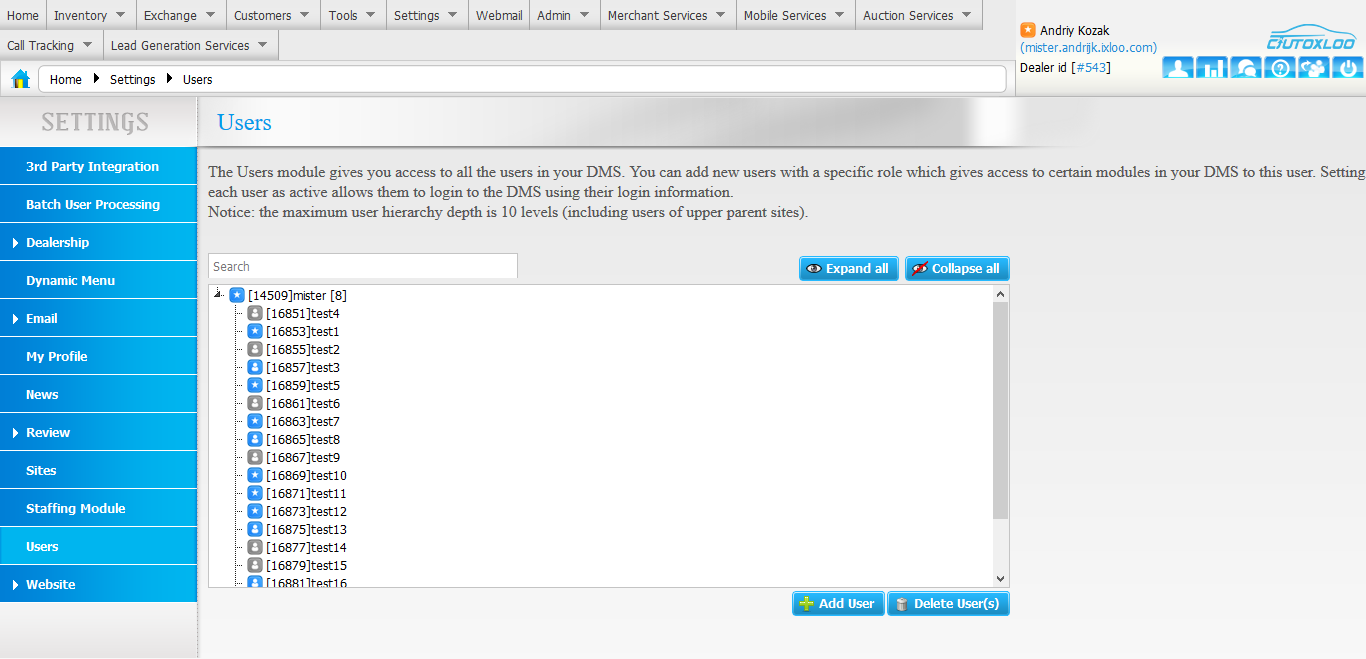 Home Inventory Exchange Customers Tools Settings Webmail Admin Merchant Services Mobile Services Auction Services
Call Tracking Lead Generation Services
Andriy Kozak
(mister.andrijk.ixloo.com)
Dealer id [#543]
AUTOXLOO
Home Settings Users
SETTINGS
3rd Party Integration
Batch User Processing
Dealership
Dynamic Menu
Email
My Profile
News
Review
Sites
Staffing Module
Users
Website
Users
The Users module gives you access to all the users in your DMS. You can add new users with a specific role which gives access to certain modules in your DMS to this user. Setting
each user as active allows them to login to the DMS using their login information.
Notice: the maximum user hierarchy depth is 10 levels (including users of upper parent sites).
Search
Expand all Collapse all
[14509]mister [8]
[16851]test4
[16853]test1
[16855]test2
[16857]test3
[16859]test5
[16861]test6
[16863]test7
[16865]test8
[16867]test9
[16869]test10
[16871]test11
[16873]test12
[16875]test13
[16877]test14
[16879]test15
[16881]test16
Add User Delete User(s)